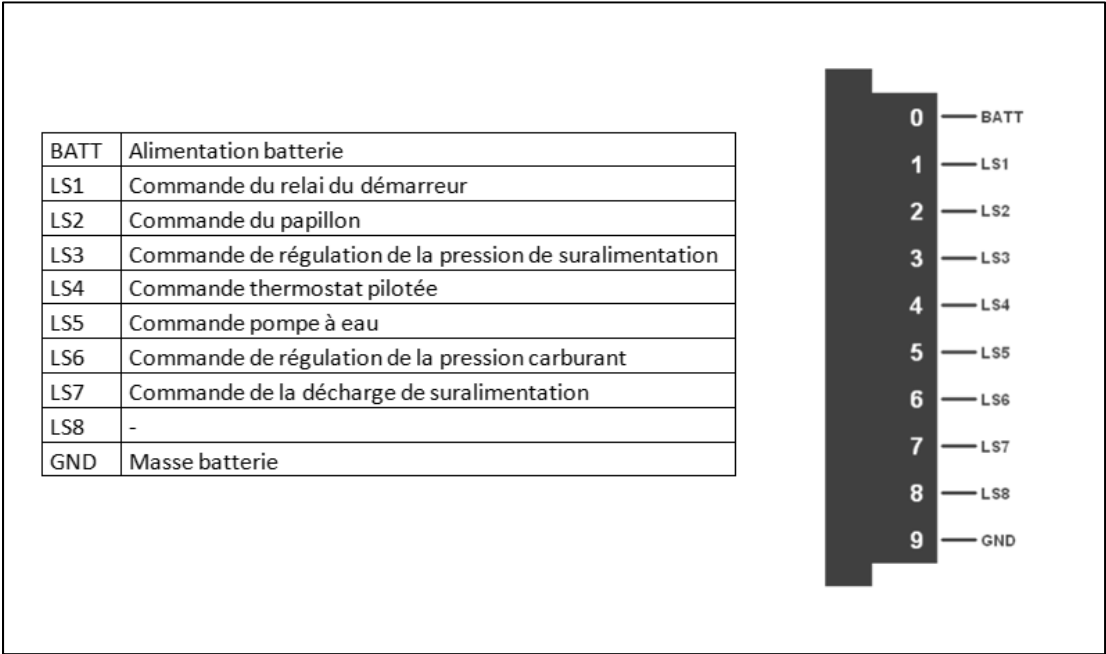 BATT Alimentation batterie
LS1 Commande du relai du démarreur
LS2 Commande du papillon
LS3 Commande de régulation de la pression de suralimentation
LS4 Commande thermostat pilotée
LS5 Commande pompe à eau
LS6 Commande de régulation de la pression carburant
LS7 Commande de la décharge de suralimentation
LS8 -
GND Masse batterie
0 BATT
1 LS1
2 LS2
3 LS3
4 LS4
5 LS5
6 LS6
7 LS7
8 LS8
9 GND